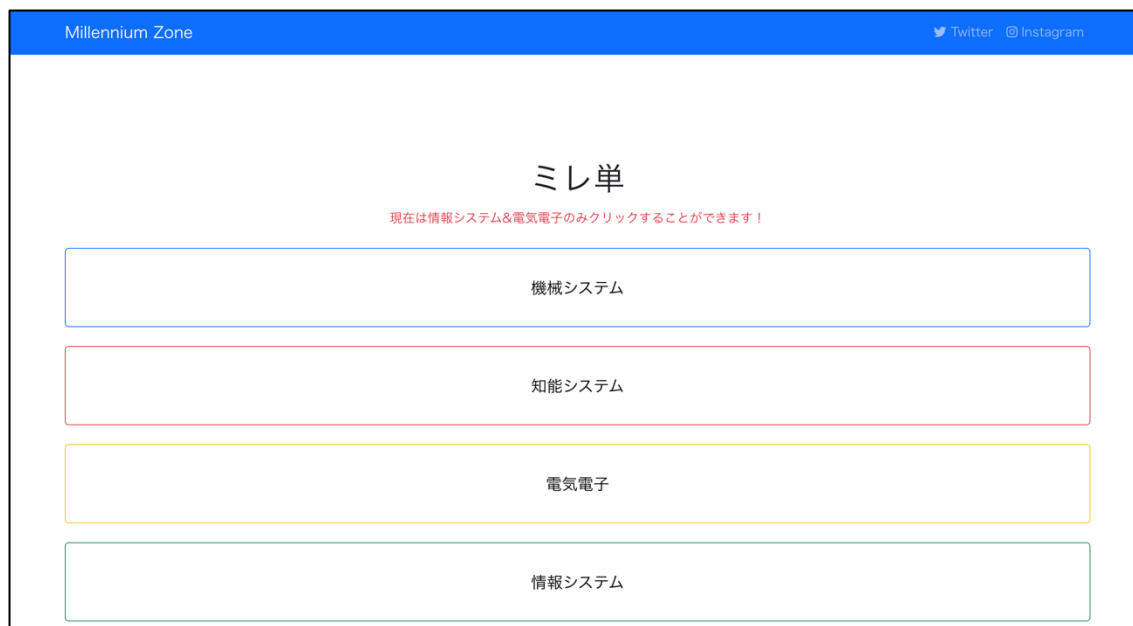 Millennium Zone
Twitter Instagram
ミレ単
現在は情報システム&電気電子のみクリックすることができます！
機械システム
知能システム
電気電子
情報システム